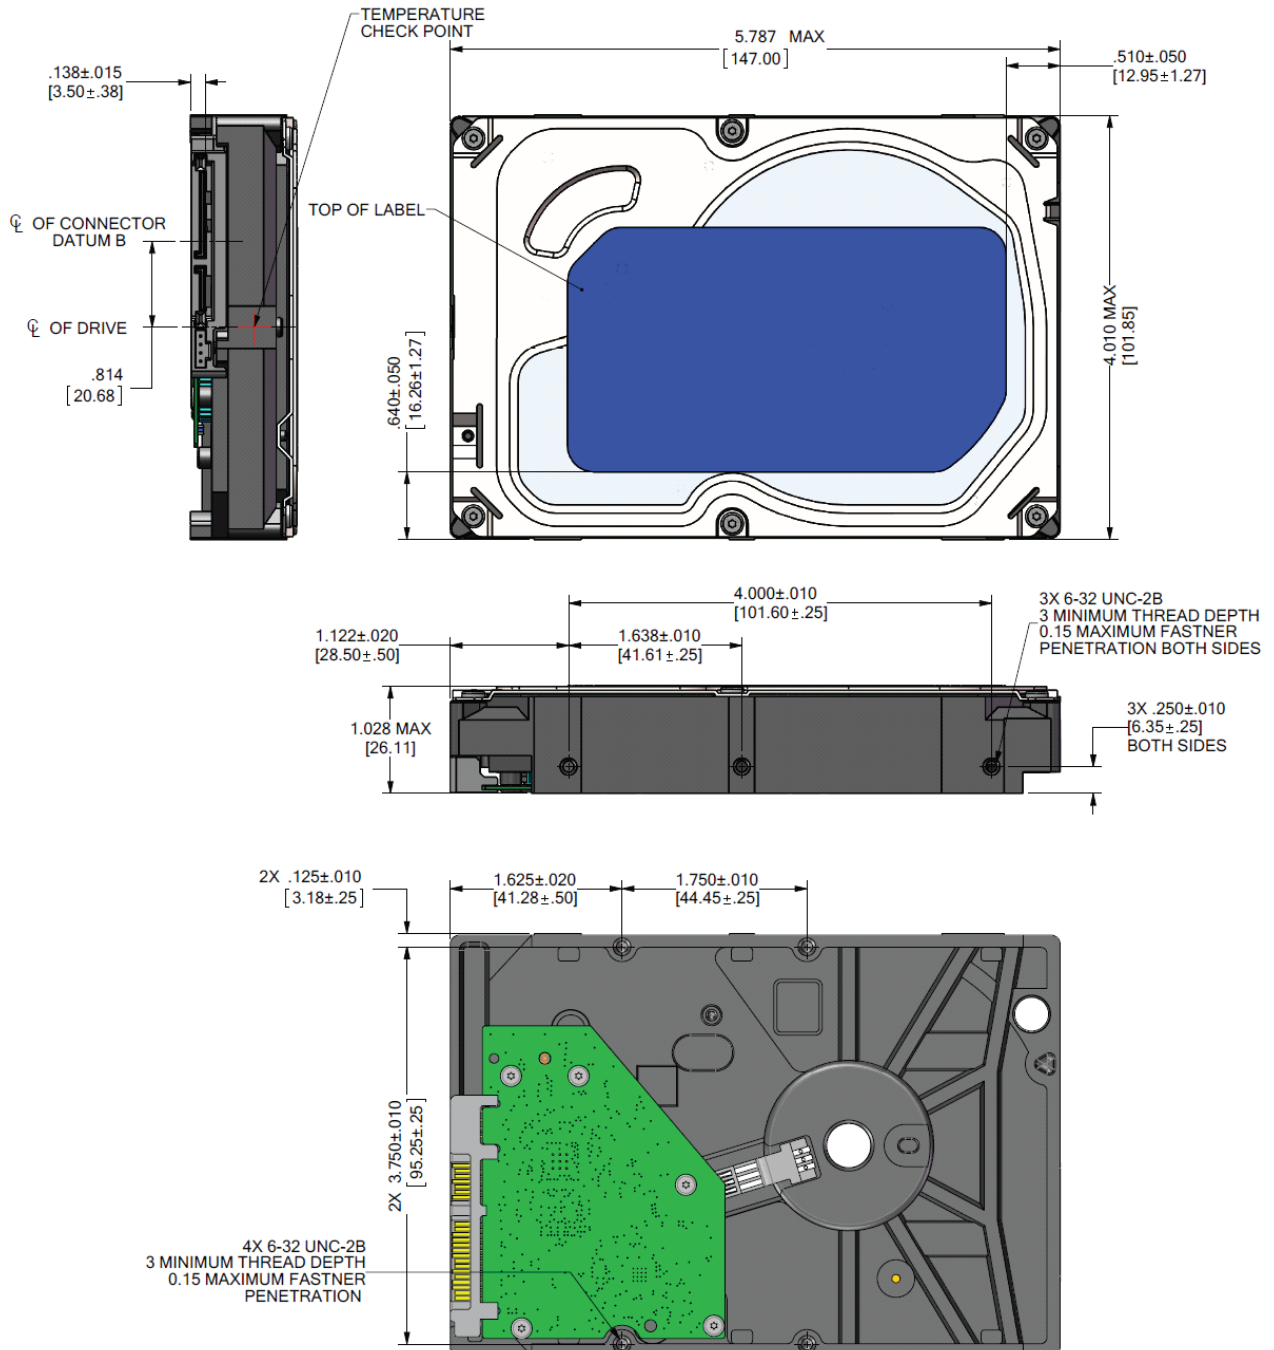 TEMPERATURE
CHECK POINT
5.787 MAX
[147.00]
.510±.050
[12.95±1.27]
.138±.015
[3.50±.38]
TOP OF LABEL
℄ OF CONNECTOR
DATUM B
℄ OF DRIVE
.814
[20.68]
.640±.050
[16.26±1.27]
4.010 MAX
[101.85]
4.000±.010
[101.60±.25]
3X 6-32 UNC-2B
3 MINIMUM THREAD DEPTH
0.15 MAXIMUM FASTNER
PENETRATION BOTH SIDES
1.122±.020
[28.50±.50]
1.638±.010
[41.61±.25]
1.028 MAX
[26.11]
3X .250±.010
[6.35±.25]
BOTH SIDES
2X .125±.010
[3.18±.25]
1.625±.020
[41.28±.50]
1.750±.010
[44.45±.25]
2X 3.750±.010
[95.25±.25]
4X 6-32 UNC-2B
3 MINIMUM THREAD DEPTH
0.15 MAXIMUM FASTNER
PENETRATION